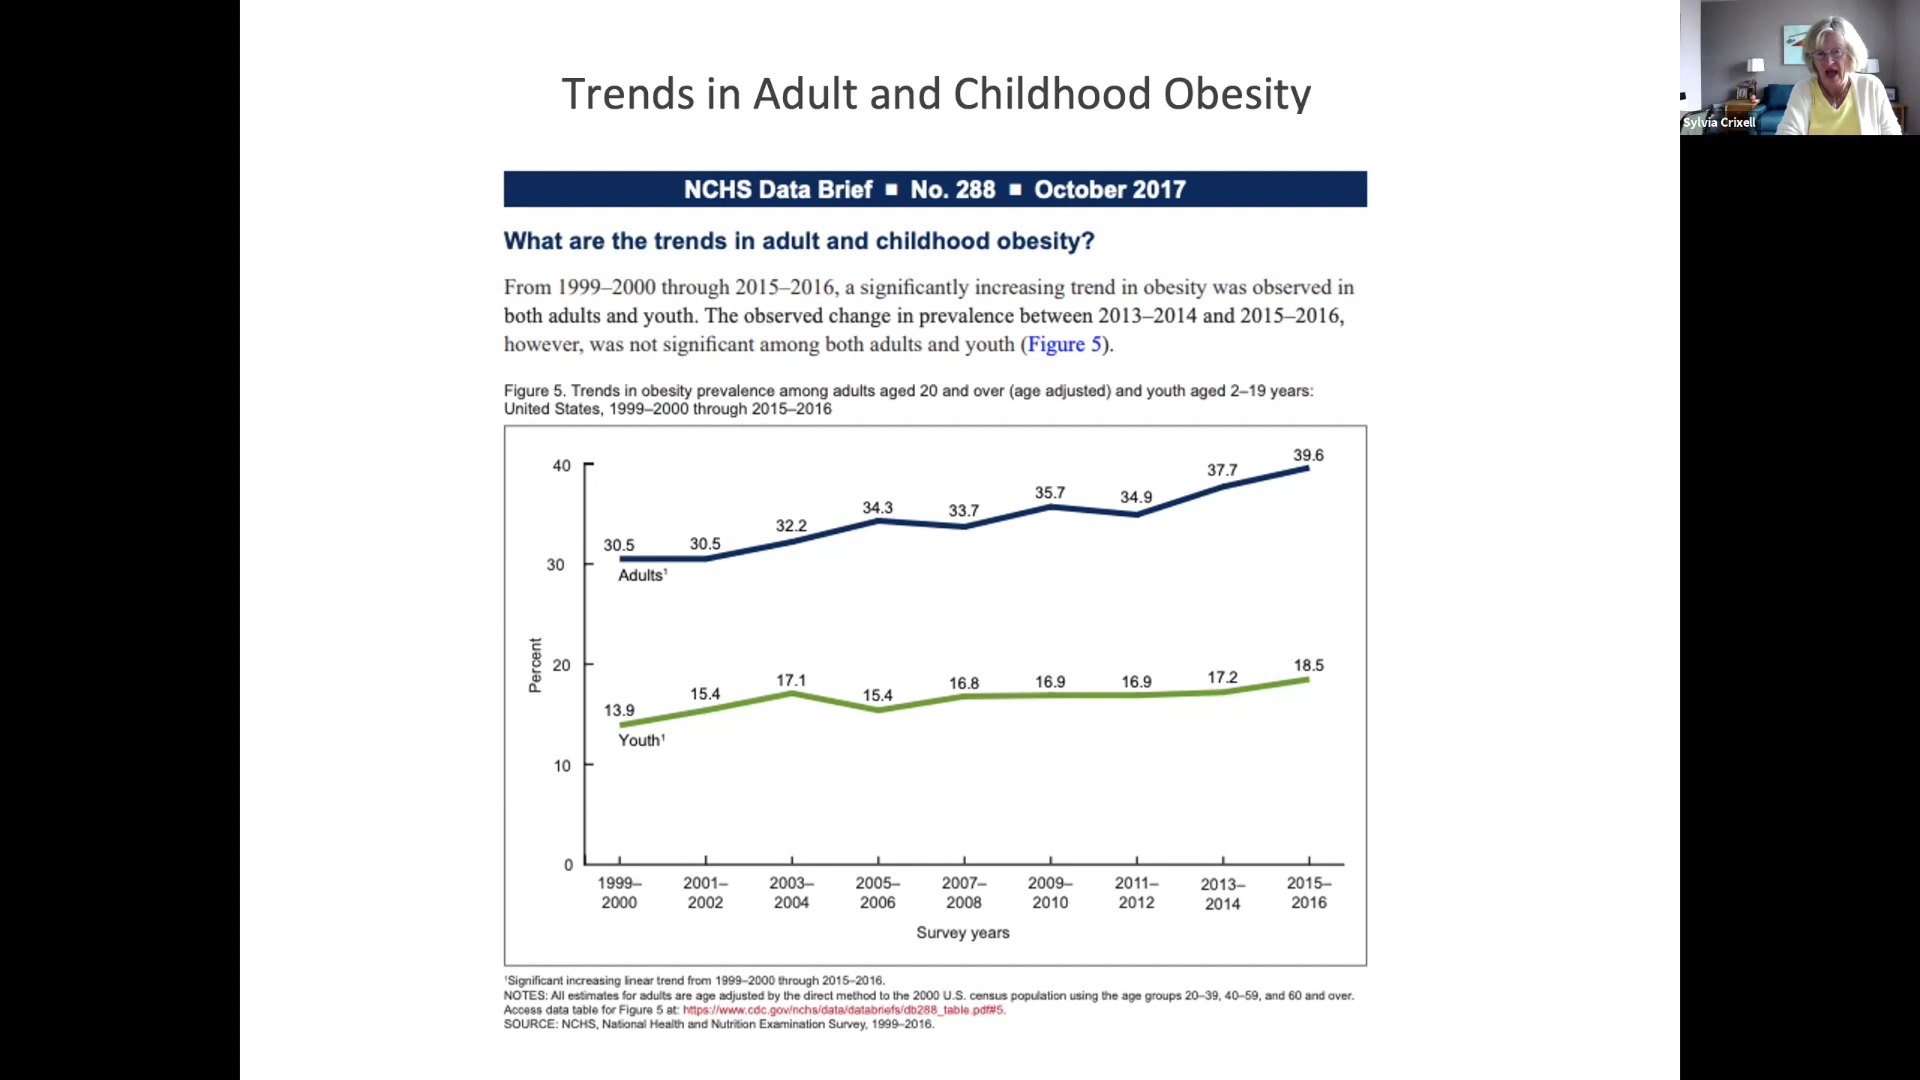 Trends in Adult and Childhood Obesity
Sylvia Crixell
NCHS Data Brief ■ No. 288 ■ October 2017
What are the trends in adult and childhood obesity?
From 1999–2000 through 2015–2016, a significantly increasing trend in obesity was observed in
both adults and youth. The observed change in prevalence between 2013–2014 and 2015–2016,
however, was not significant among both adults and youth (Figure 5).
Figure 5. Trends in obesity prevalence among adults aged 20 and over (age adjusted) and youth aged 2–19 years:
United States, 1999–2000 through 2015–2016
40
30
20
10
0
Percent
30.5
30.5
32.2
34.3
33.7
35.7
34.9
37.7
39.6
Adults¹
13.9
15.4
17.1
15.4
16.8
16.9
16.9
17.2
18.5
Youth¹
1999–
2000
2001–
2002
2003–
2004
2005–
2006
2007–
2008
2009–
2010
2011–
2012
2013–
2014
2015–
2016
Survey years
¹Significant increasing linear trend from 1999–2000 through 2015–2016.
NOTES: All estimates for adults are age adjusted by the direct method to the 2000 U.S. census population using the age groups 20–39, 40–59, and 60 and over.
Access data table for Figure 5 at: https://www.cdc.gov/nchs/data/databriefs/db288_table.pdf#5.
SOURCE: NCHS, National Health and Nutrition Examination Survey, 1999–2016.